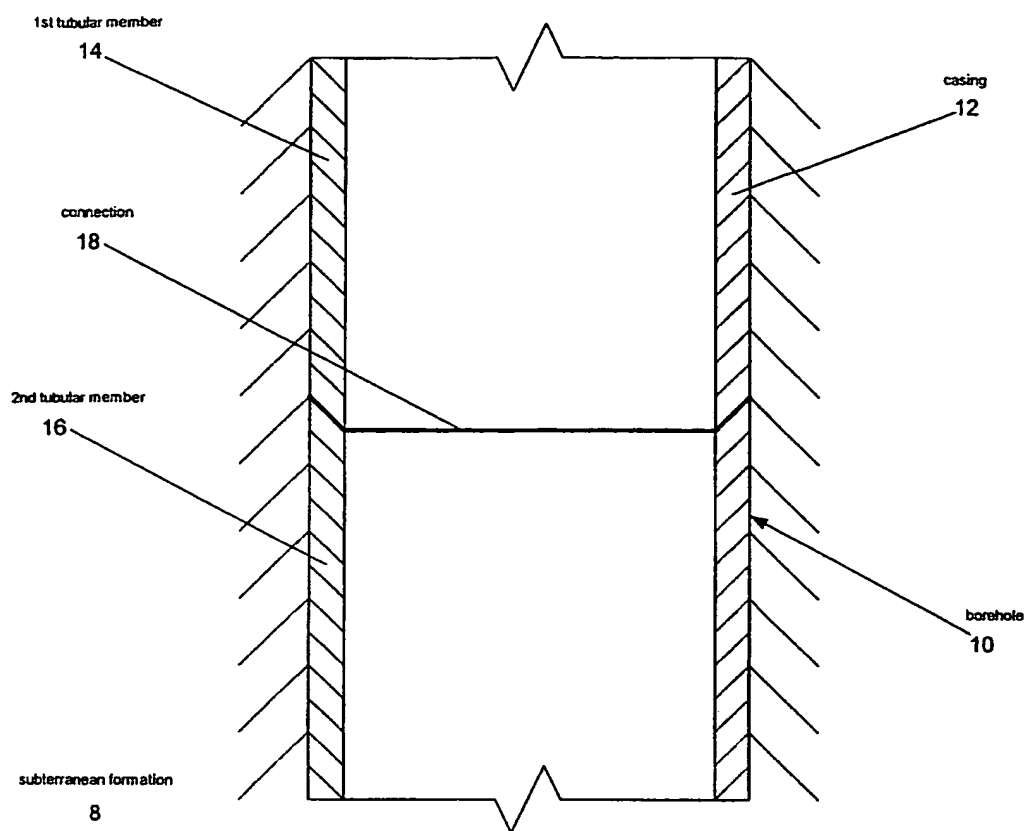 1st tubular member
14
casing
12
connection
18
2nd tubular member
16
borehole
10
subterranean formation
8